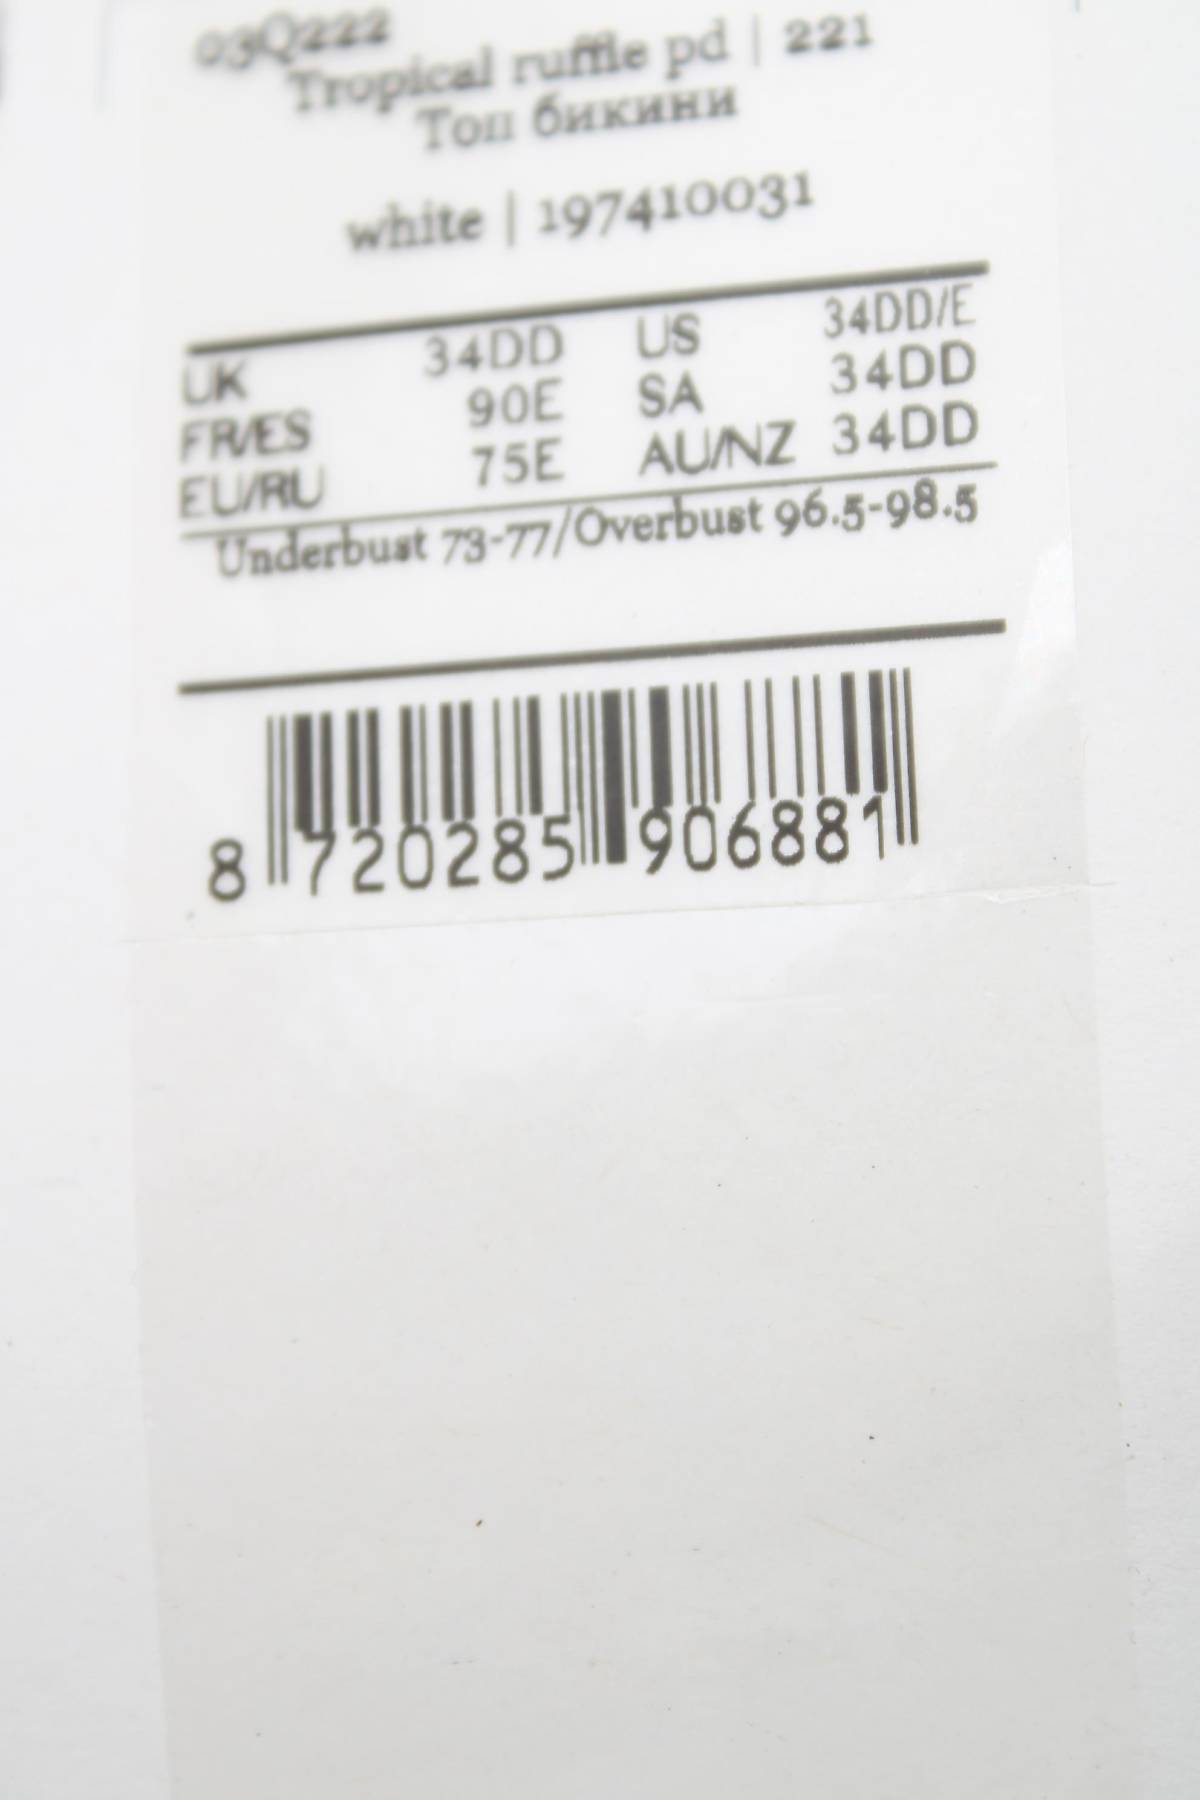 03Q222
Tropical ruffle pd | 221
Топ бикини
white | 197410031
UK 34DD US 34DD/E
FR/ES 90E SA 34DD
EU/RU 75E AU/NZ 34DD
Underbust 73-77/Overbust 96.5-98.5
8 720285 906881